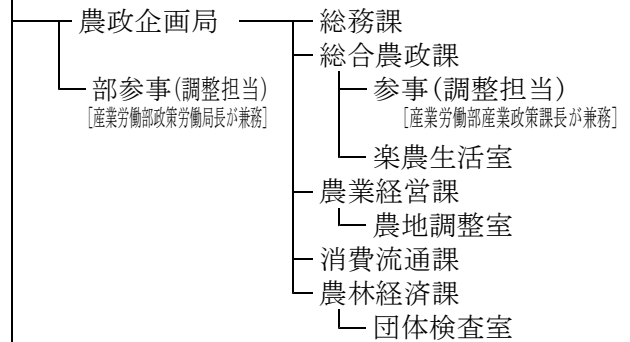 農政企画局 総務課
総合農政課
部参事(調整担当) 参事(調整担当)
[産業労働部政策労働局長が兼務] [産業労働部産業政策課長が兼務]
楽農生活室
農業経営課
農地調整室
消費流通課
農林経済課
団体検査室